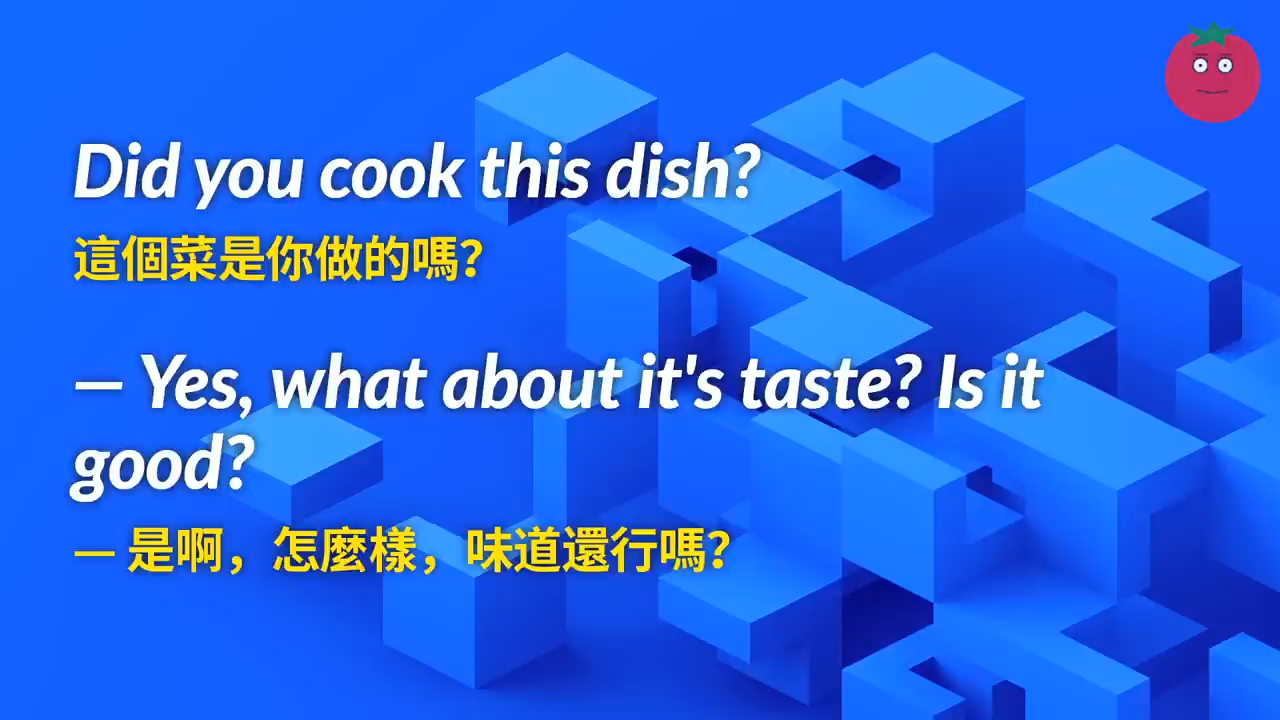 Did you cook this dish?
這個菜是你做的嗎？
— Yes, what about it's taste? Is it
good?
— 是啊，怎麼樣，味道還行嗎？